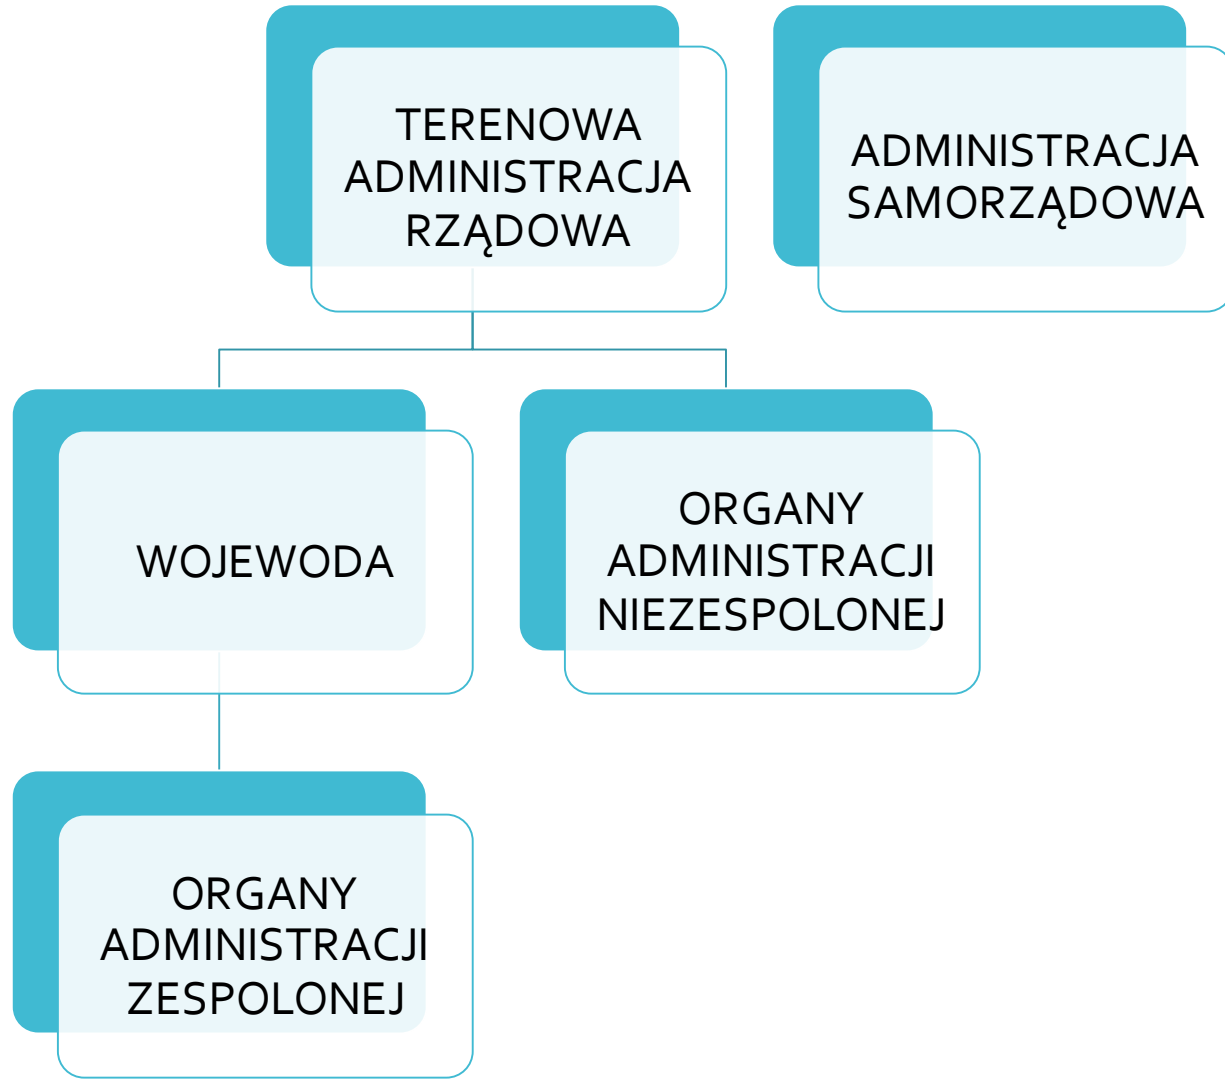 TERENOWA
ADMINISTRACJA
RZĄDOWA
ADMINISTRACJA
SAMORZĄDOWA
WOJEWODA
ORGANY
ADMINISTRACJI
NIEZESPOLONEJ
ORGANY
ADMINISTRACJI
ZESPOLONEJ